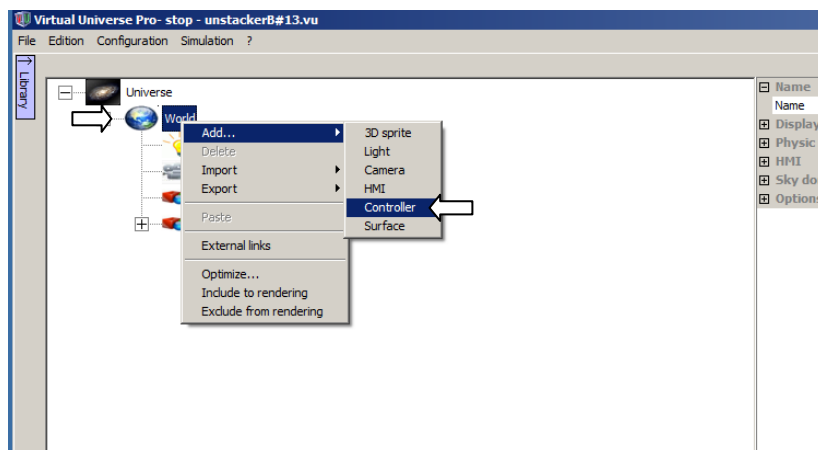 Virtual Universe Pro- stop - unstackerB#13.vu
File Edition Configuration Simulation ?
Library
Universe
World
Add...
Delete
Import
Export
Paste
External links
Optimize...
Include to rendering
Exclude from rendering
3D sprite
Light
Camera
HMI
Controller
Surface
Name
Name
Display
Physic
HMI
Sky do
Options